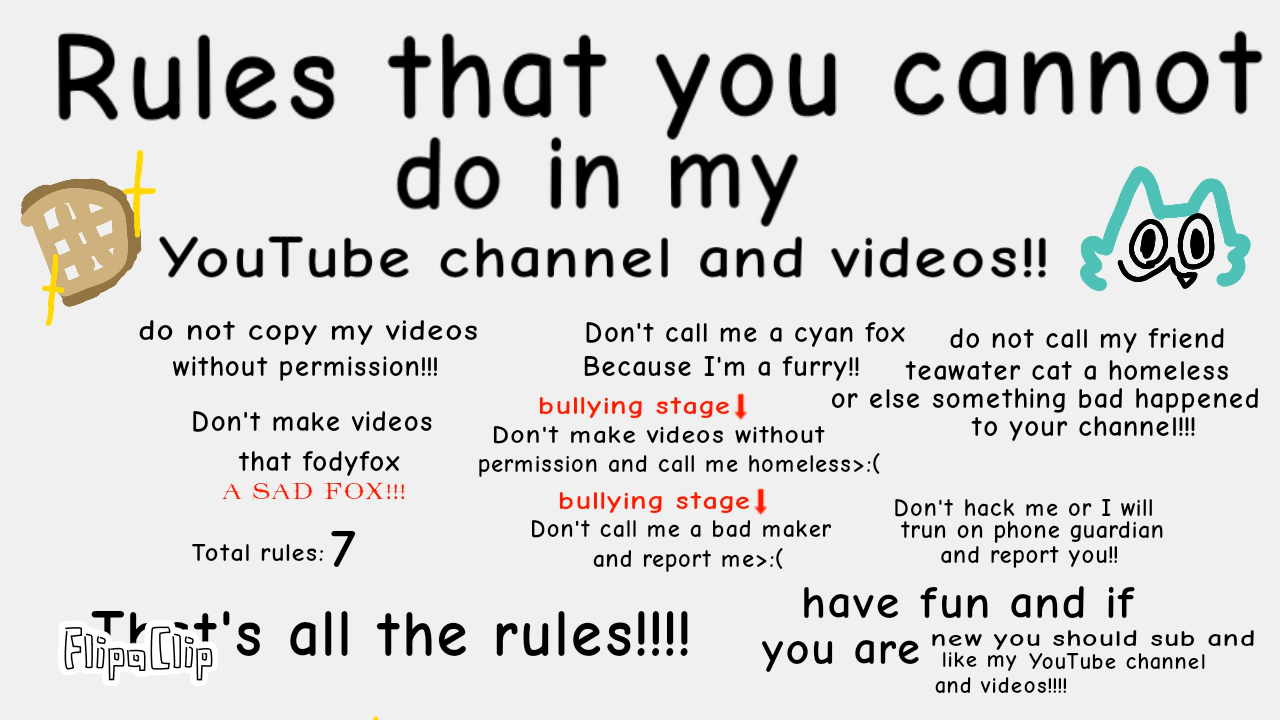 Rules that you cannot
do in my
YouTube channel and videos!!
do not copy my videos
without permission!!!
Don't call me a cyan fox
Because I'm a furry!!
do not call my friend
teawater cat a homeless
or else something bad happened
to your channel!!!
Don't make videos
that fodyfox
A SAD FOX!!!
bullying stage⬇
Don't make videos without
permission and call me homeless>:(
bullying stage⬇
Don't call me a bad maker
and report me>:(
Don't hack me or I will
trun on phone guardian
and report you!!
Total rules: 7
That's all the rules!!!!
have fun and if
you are new you should sub and
like my YouTube channel
and videos!!!!
FlipaClip